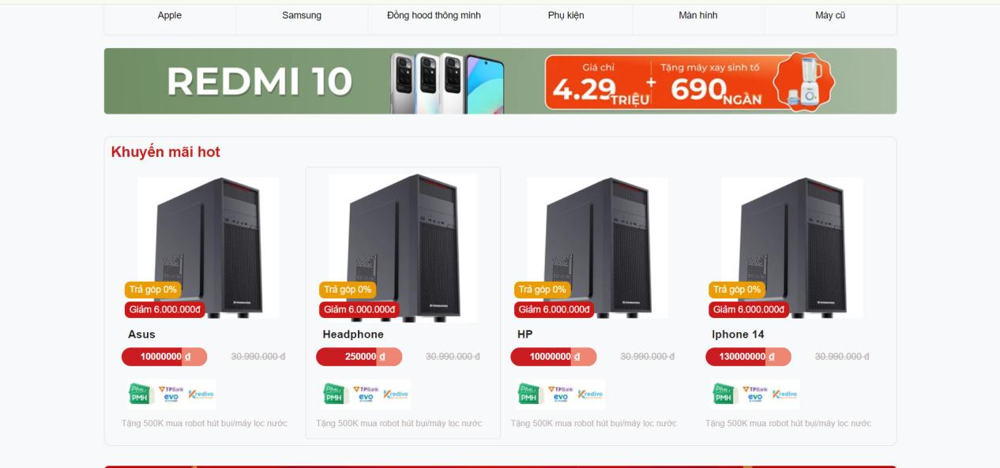 Apple
Samsung
Đồng hood thông minh
Phụ kiện
Màn hình
Máy cũ
REDMI 10
Giá chỉ
4.29 TRIỆU
+
Tặng máy xay sinh tố
690 NGÀN
Khuyến mãi hot
Trả góp 0%
Giảm 6.000.000đ
Asus
10000000 ₫
30.990.000 đ
PMH
TPBank
evo
Kredivo
Tặng 500K mua robot hút bụi/máy lọc nước
Trả góp 0%
Giảm 6.000.000đ
Headphone
250000 ₫
30.990.000 đ
PMH
TPBank
evo
Kredivo
Tặng 500K mua robot hút bụi/máy lọc nước
Trả góp 0%
Giảm 6.000.000đ
HP
10000000 ₫
30.990.000 đ
PMH
TPBank
evo
Kredivo
Tặng 500K mua robot hút bụi/máy lọc nước
Trả góp 0%
Giảm 6.000.000đ
Iphone 14
130000000 ₫
30.990.000 đ
PMH
TPBank
evo
Kredivo
Tặng 500K mua robot hút bụi/máy lọc nước